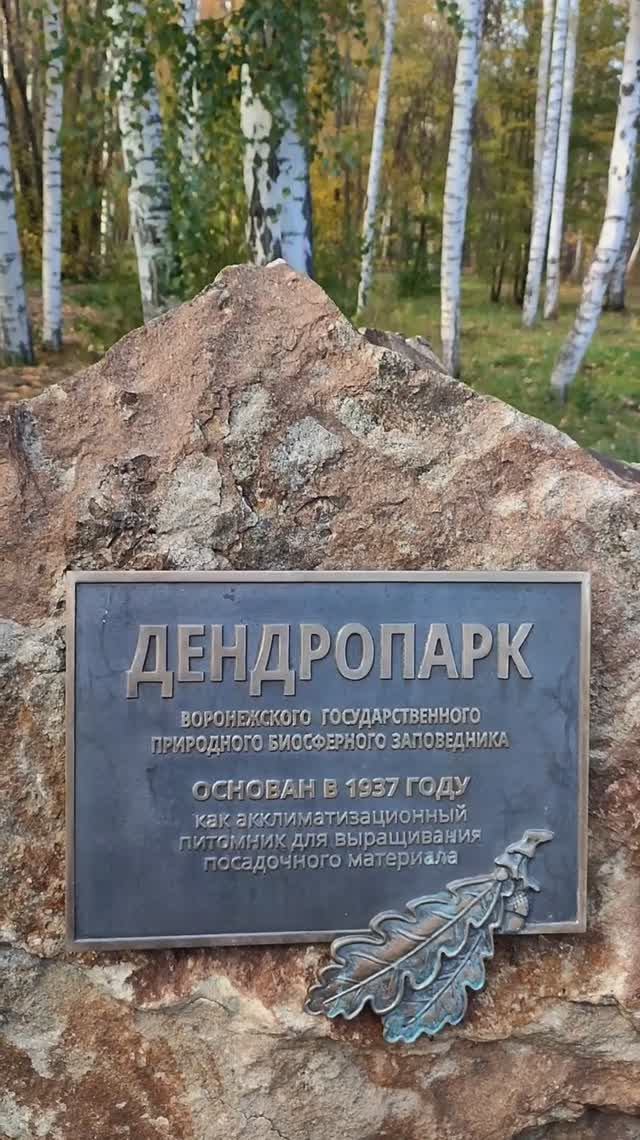 ДЕНДРОПАРК
ВОРОНЕЖСКОГО ГОСУДАРСТВЕННОГО
ПРИРОДНОГО БИОСФЕРНОГО ЗАПОВЕДНИКА
ОСНОВАН В 1937 ГОДУ
как акклиматизационный
питомник для выращивания
посадочного материала